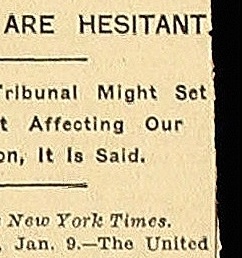 ARE HESITANT
Tribunal Might Set
t Affecting Our
on, It Is Said.
New York Times.
, Jan. 9.—The United